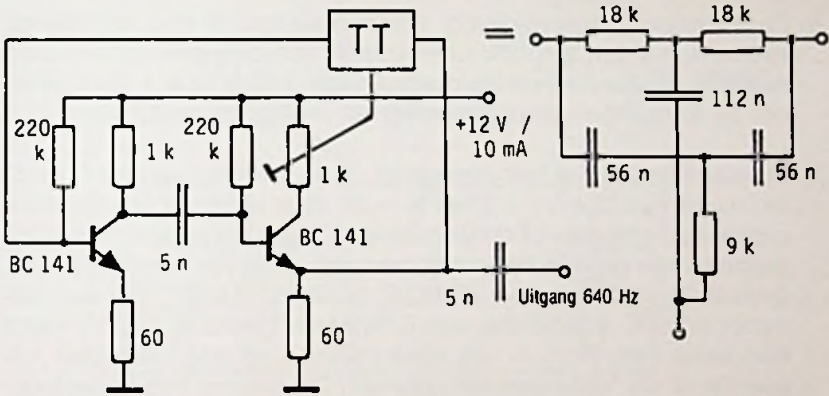 TT
=
18 k
18 k
112 n
56 n
56 n
9 k
220
k
1 k
220
k
1 k
+12 V /
10 mA
BC 141
5 n
BC 141
60
60
5 n
Uitgang 640 Hz